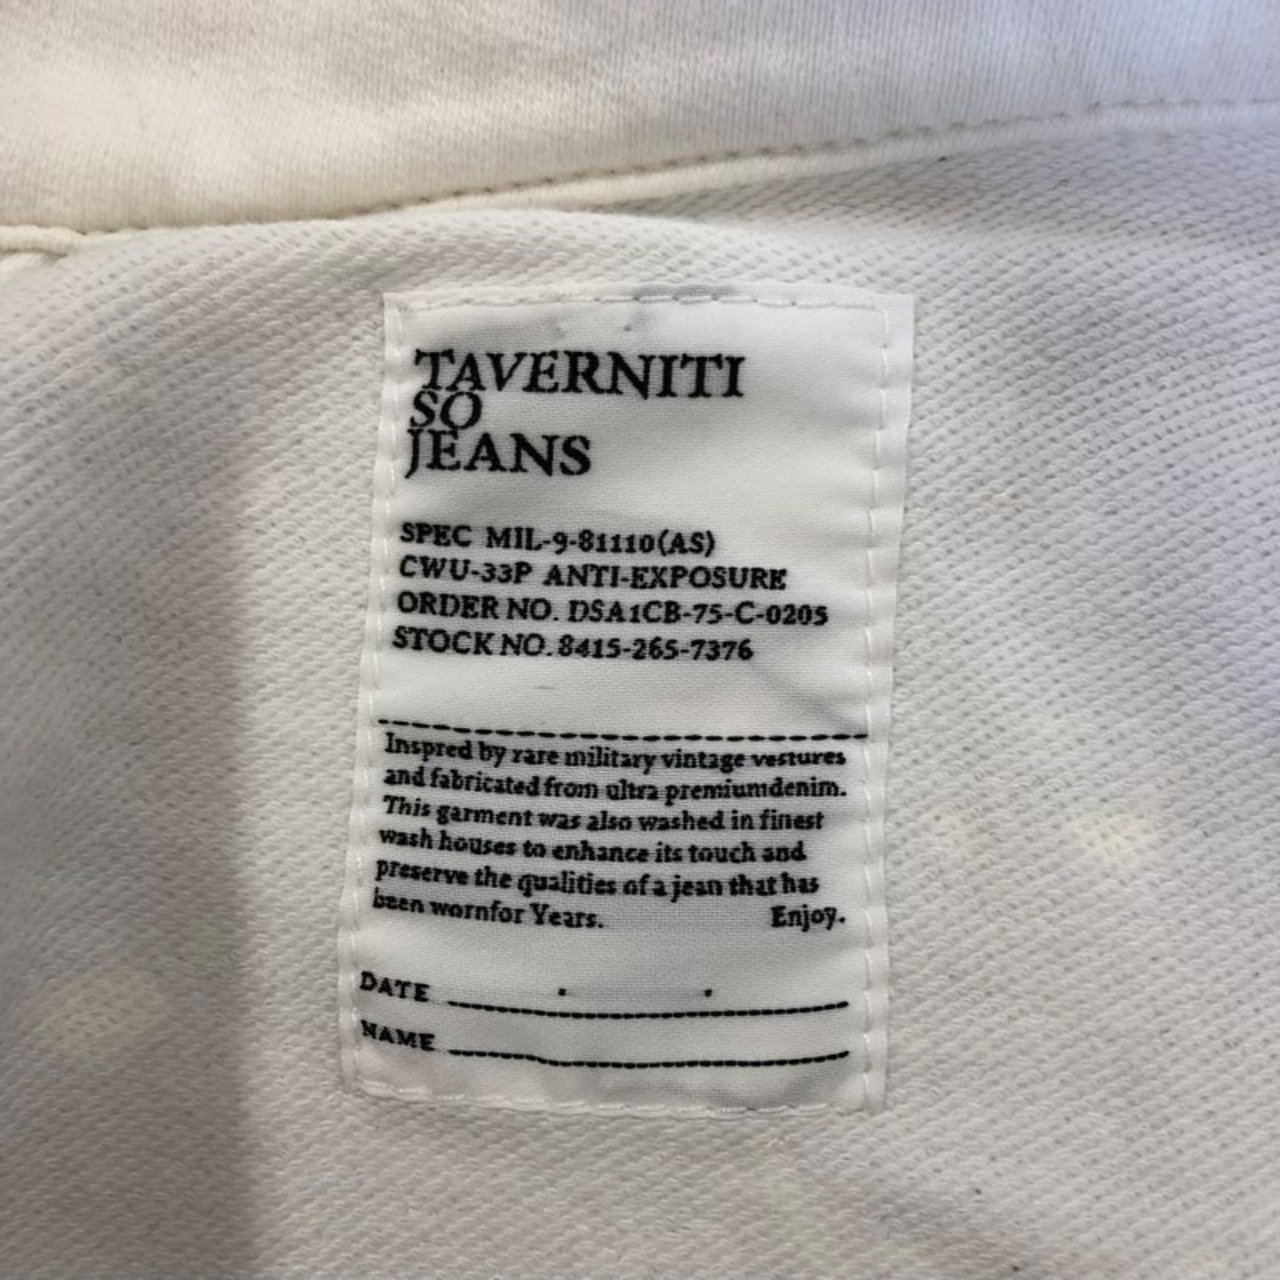 TAVERNITI
SO
JEANS
SPEC MIL-9-81110(AS)
CWU-33P ANTI-EXPOSURE
ORDER NO. DSA1CB-75-C-0205
STOCK NO. 8415-265-7376
Inspred by rare military vintage vestures
and fabricated from ultra premiumdenim.
This garment was also washed in finest
wash houses to enhance its touch and
preserve the qualities of a jean that has
been wornfor Years. Enjoy.
DATE . .
NAME